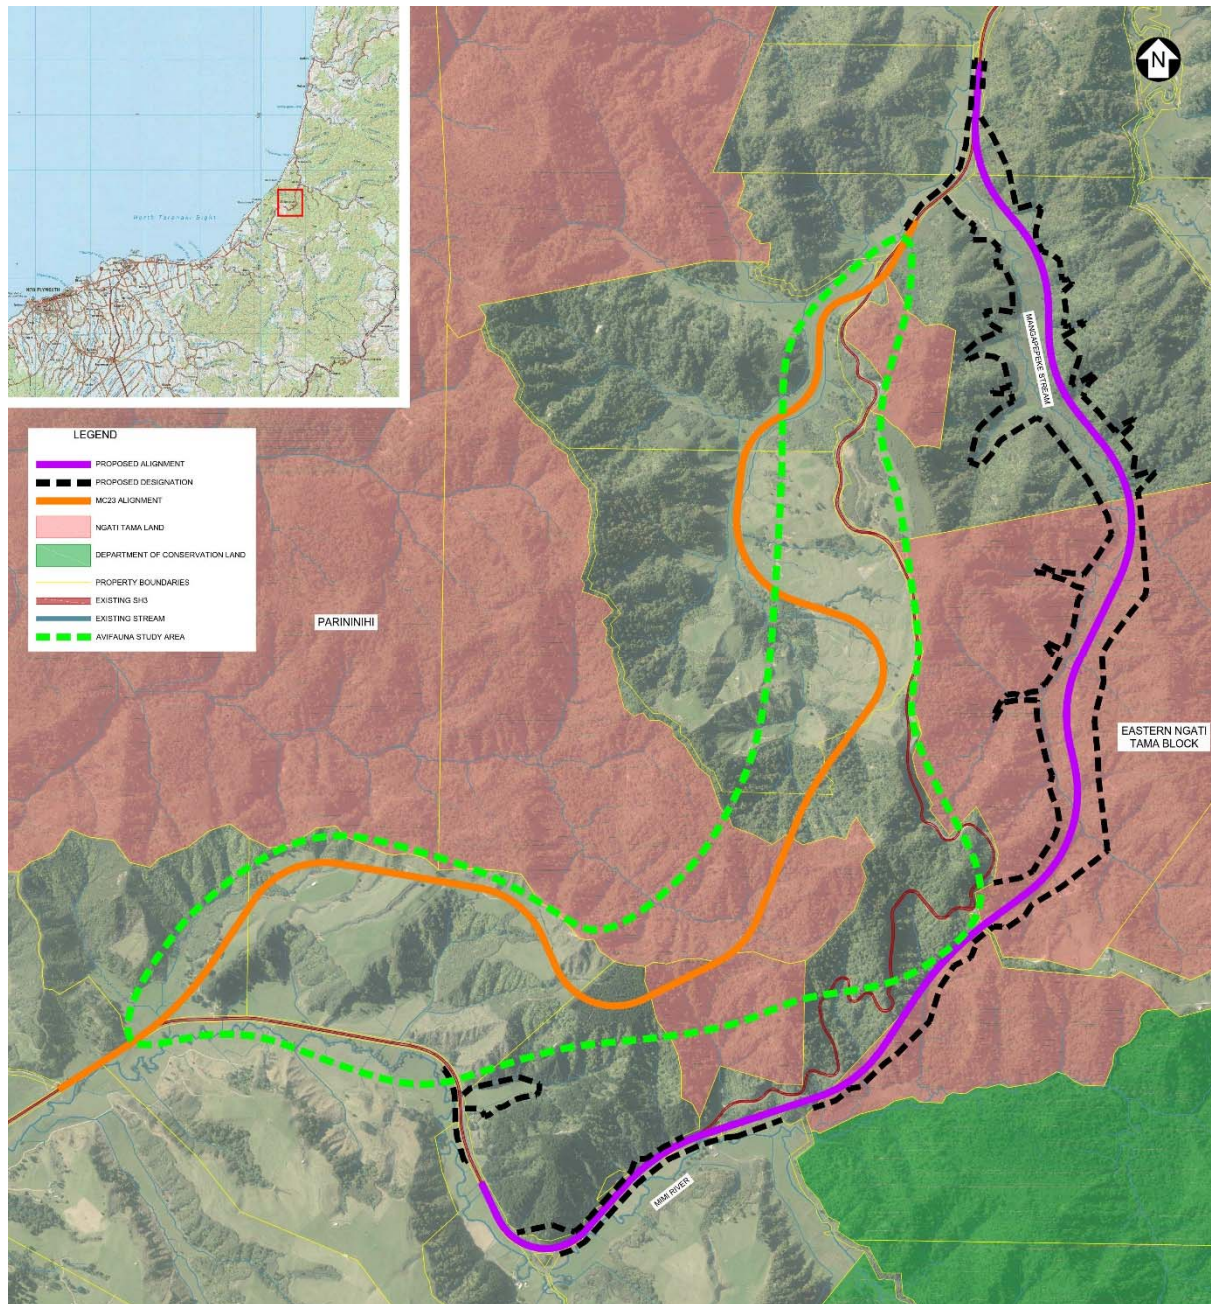 North Taranaki Bight
NEW PLYMOUTH
N
LEGEND
PROPOSED ALIGNMENT
PROPOSED DESIGNATION
MC23 ALIGNMENT
NGATI TAMA LAND
DEPARTMENT OF CONSERVATION LAND
PROPERTY BOUNDARIES
EXISTING SH3
EXISTING STREAM
AVIFAUNA STUDY AREA
MANGAPEPEKE STREAM
PARININIHI
EASTERN NGATI
TAMA BLOCK
MIMI RIVER